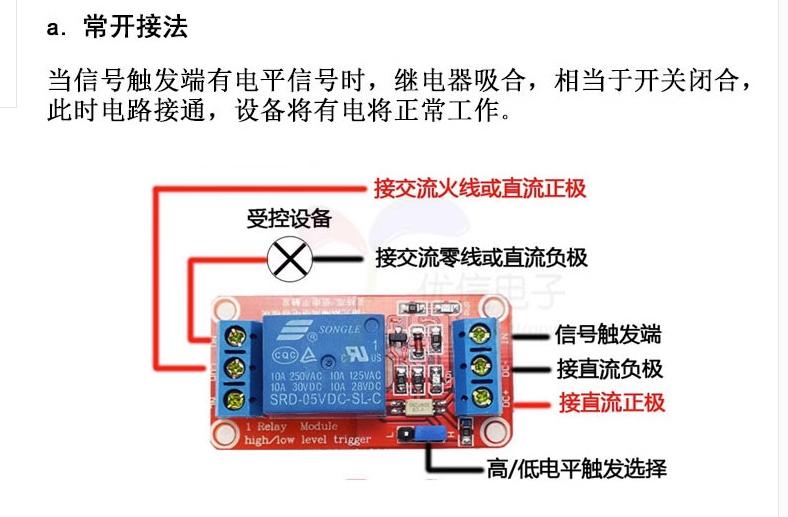 a. 常开接法
当信号触发端有电平信号时，继电器吸合，相当于开关闭合，
此时电路接通，设备将有电将正常工作。
接交流火线或直流正极
受控设备
接交流零线或直流负极
优信电子
SONGLE
CQC
10A 250VAC 10A 125VAC
10A 30VDC 10A 28VDC
SRD-05VDC-SL-C
IN
DC-
DC+
信号触发端
接直流负极
接直流正极
1 Relay Module
high/low level trigger
L
H
高/低电平触发选择